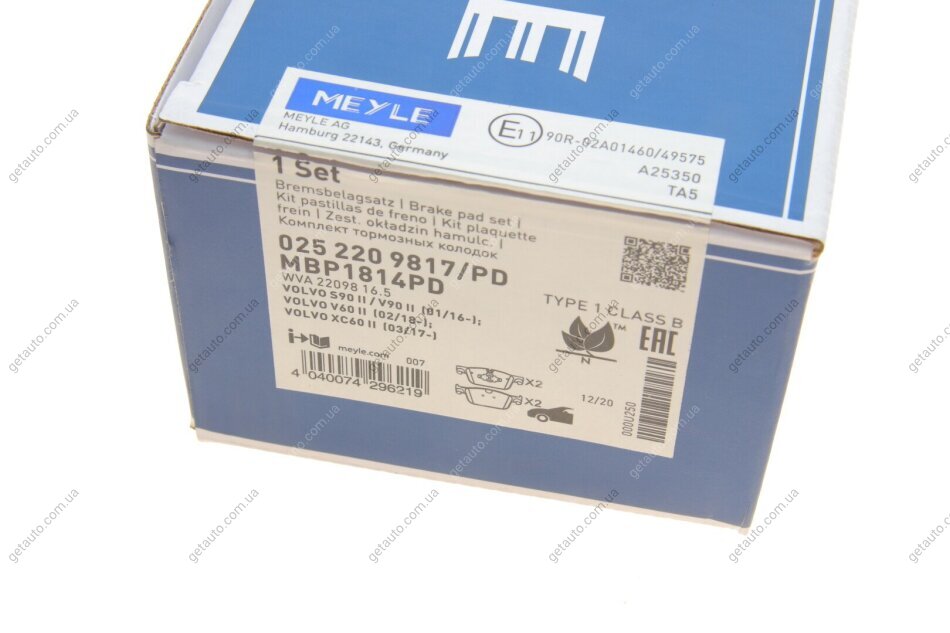 MEYLE
MEYLE AG
Hamburg 22143, Germany
E11 90R-02A01460/49575
A25350
TA5
1 Set
Bremsbelagsatz | Brake pad set |
Kit pastillas de freno | Kit plaquette
frein | Zest. okładzin hamulc. |
Комплект тормозных колодок
025 220 9817/PD
MBP1814PD
WVA 22098 16.5
VOLVO S90 II / V90 II (01/16-);
VOLVO V60 II (02/18-);
VOLVO XC60 II (03/17-)
TYPE 1 CLASS B
TM
N
EAC
meyle.com
007
4 040074 296219
X2
X2
12/20
000U250
getauto.com.ua